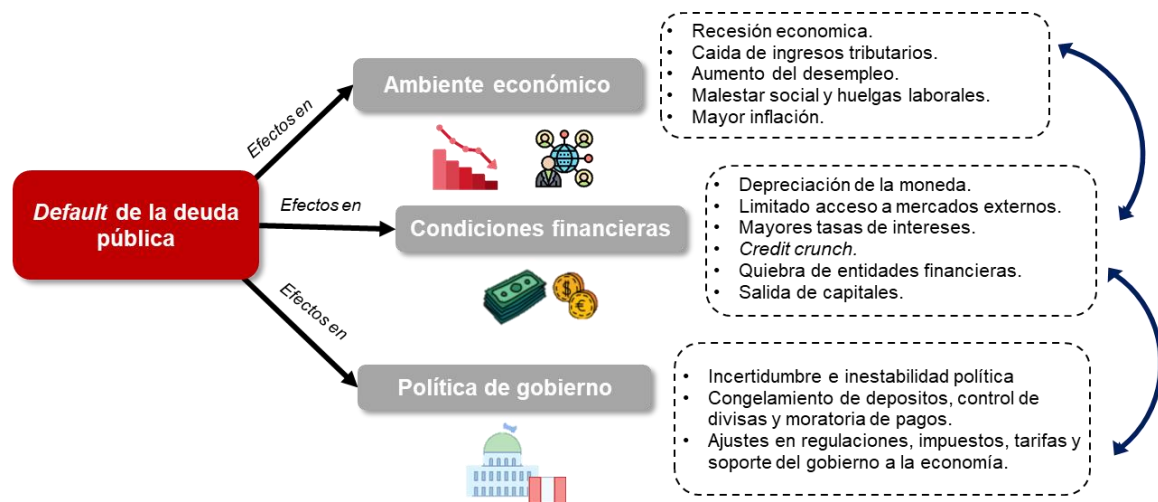 Default de la deuda
pública
Efectos en
Ambiente económico
• Recesión economica.
• Caida de ingresos tributarios.
• Aumento del desempleo.
• Malestar social y huelgas laborales.
• Mayor inflación.
Efectos en
Condiciones financieras
• Depreciación de la moneda.
• Limitado acceso a mercados externos.
• Mayores tasas de intereses.
• Credit crunch.
• Quiebra de entidades financieras.
• Salida de capitales.
$
€
Efectos en
Política de gobierno
• Incertidumbre e inestabilidad política
• Congelamiento de depositos, control de
divisas y moratoria de pagos.
• Ajustes en regulaciones, impuestos, tarifas y
soporte del gobierno a la economía.